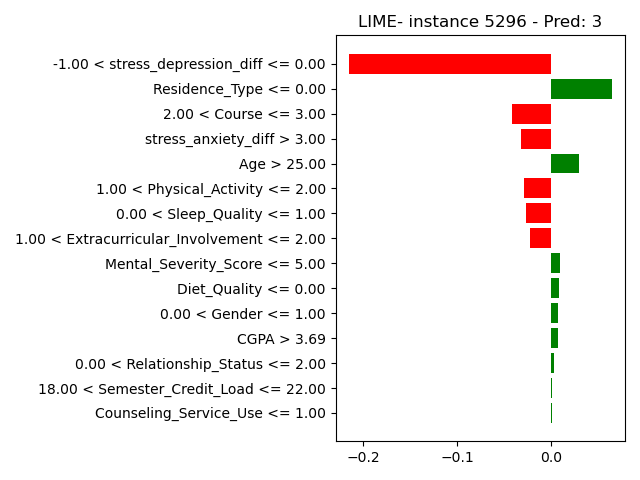 LIME- instance 5296 - Pred: 3
-1.00 < stress_depression_diff <= 0.00
Residence_Type <= 0.00
2.00 < Course <= 3.00
stress_anxiety_diff > 3.00
Age > 25.00
1.00 < Physical_Activity <= 2.00
0.00 < Sleep_Quality <= 1.00
1.00 < Extracurricular_Involvement <= 2.00
Mental_Severity_Score <= 5.00
Diet_Quality <= 0.00
0.00 < Gender <= 1.00
CGPA > 3.69
0.00 < Relationship_Status <= 2.00
18.00 < Semester_Credit_Load <= 22.00
Counseling_Service_Use <= 1.00
−0.2 −0.1 0.0